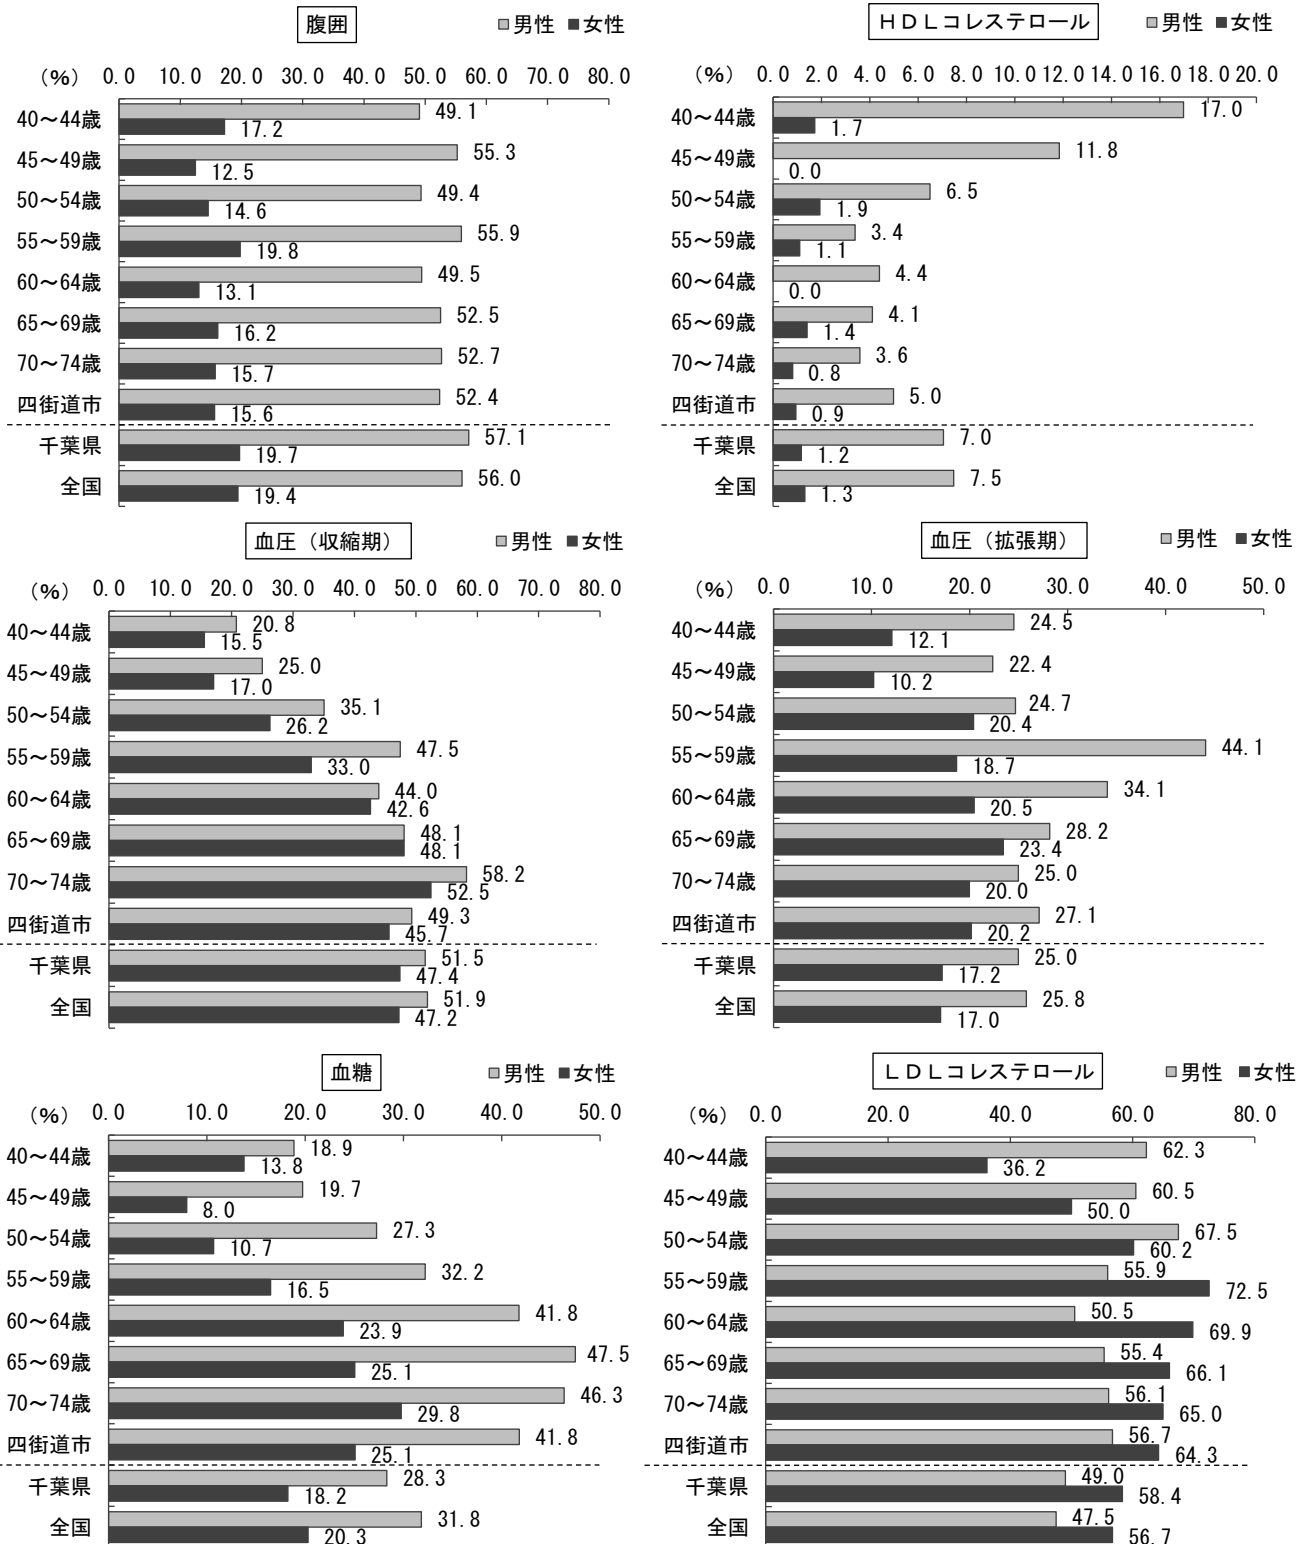 腹囲
■男性 ■女性
(%) 0.0 10.0 20.0 30.0 40.0 50.0 60.0 70.0 80.0
40～44歳 49.1
17.2
45～49歳 55.3
12.5
50～54歳 49.4
14.6
55～59歳 55.9
19.8
60～64歳 49.5
13.1
65～69歳 52.5
16.2
70～74歳 52.7
15.7
四街道市 52.4
15.6
千葉県 57.1
19.7
全国 56.0
19.4
ＨＤＬコレステロール
■男性 ■女性
(%) 0.0 2.0 4.0 6.0 8.0 10.0 12.0 14.0 16.0 18.0 20.0
40～44歳 17.0
1.7
45～49歳 11.8
0.0
50～54歳 6.5
1.9
55～59歳 3.4
1.1
60～64歳 4.4
0.0
65～69歳 4.1
1.4
70～74歳 3.6
0.8
四街道市 5.0
0.9
千葉県 7.0
1.2
全国 7.5
1.3
血圧（収縮期）
■男性 ■女性
(%) 0.0 10.0 20.0 30.0 40.0 50.0 60.0 70.0 80.0
40～44歳 20.8
15.5
45～49歳 25.0
17.0
50～54歳 35.1
26.2
55～59歳 47.5
33.0
60～64歳 44.0
42.6
65～69歳 48.1
48.1
70～74歳 58.2
52.5
四街道市 49.3
45.7
千葉県 51.5
47.4
全国 51.9
47.2
血圧（拡張期）
■男性 ■女性
(%) 0.0 10.0 20.0 30.0 40.0 50.0
40～44歳 24.5
12.1
45～49歳 22.4
10.2
50～54歳 24.7
20.4
55～59歳 44.1
18.7
60～64歳 34.1
20.5
65～69歳 28.2
23.4
70～74歳 25.0
20.0
四街道市 27.1
20.2
千葉県 25.0
17.2
全国 25.8
17.0
血糖
■男性 ■女性
(%) 0.0 10.0 20.0 30.0 40.0 50.0
40～44歳 18.9
13.8
45～49歳 19.7
8.0
50～54歳 27.3
10.7
55～59歳 32.2
16.5
60～64歳 41.8
23.9
65～69歳 47.5
25.1
70～74歳 46.3
29.8
四街道市 41.8
25.1
千葉県 28.3
18.2
全国 31.8
20.3
ＬＤＬコレステロール
■男性 ■女性
(%) 0.0 20.0 40.0 60.0 80.0
40～44歳 62.3
36.2
45～49歳 60.5
50.0
50～54歳 67.5
60.2
55～59歳 55.9
72.5
60～64歳 50.5
69.9
65～69歳 55.4
66.1
70～74歳 56.1
65.0
四街道市 56.7
64.3
千葉県 49.0
58.4
全国 47.5
56.7